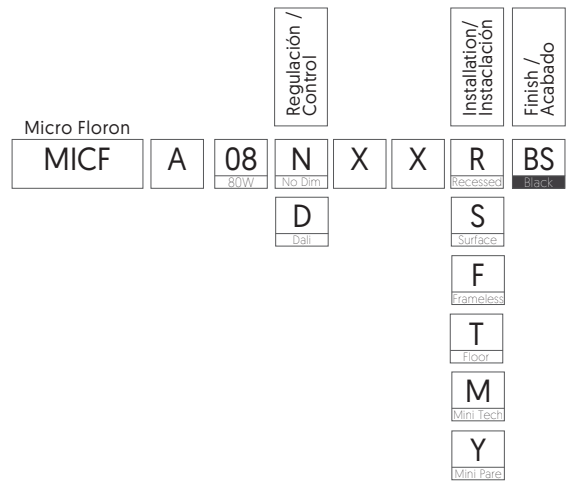 Regulación /
Control
Installation/
Instaclación
Finish /
Acabado
Micro Floron
MICF A 08 N X X R BS
80W No Dim Recessed Black
D S
Dali Surface
F
Frameless
T
Floor
M
Mini Tech
Y
Mini Pare